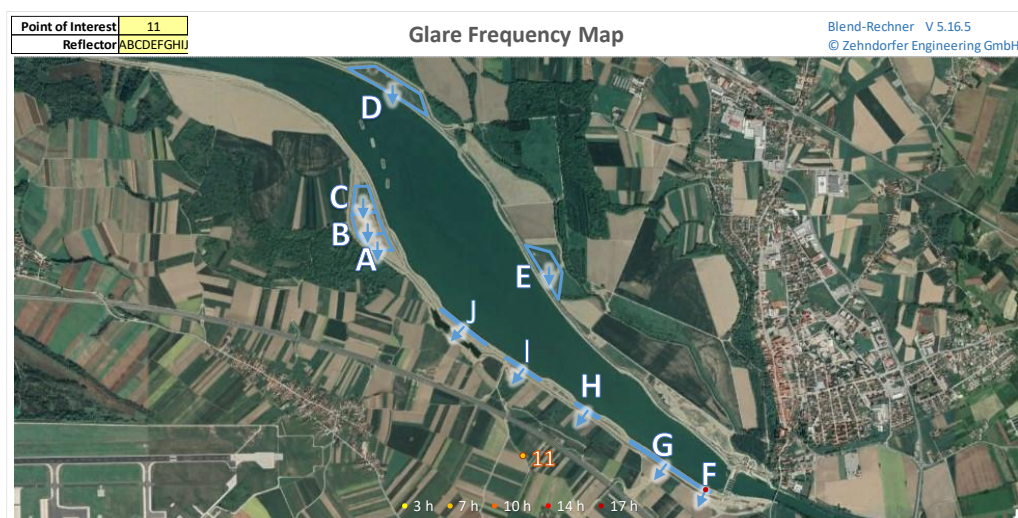 Point of Interest 11
Reflector ABCDEFGHIJ
Glare Frequency Map
Blend-Rechner V 5.16.5
© Zehndorfer Engineering GmbH
D
C
B
A
E
J
I
H
G
F
11
3 h 7 h 10 h 14 h 17 h